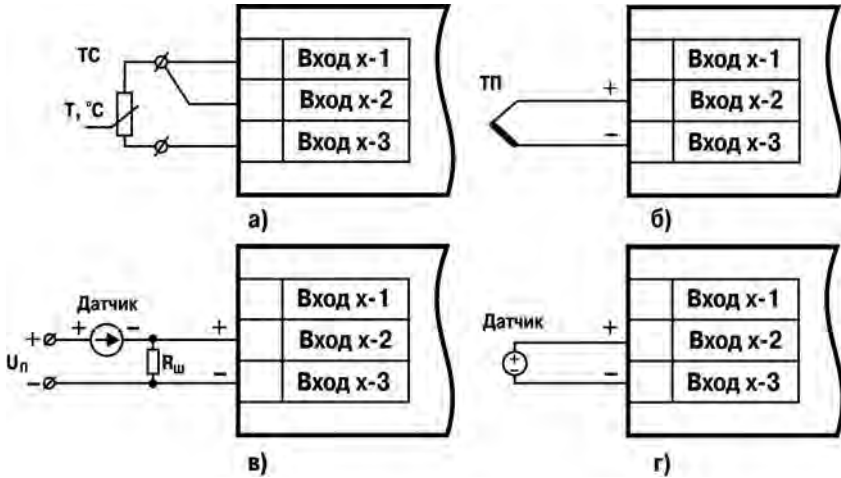 ТС
Т, °С
Вход х-1
Вход х-2
Вход х-3
а)
ТП
+
−
Вход х-1
Вход х-2
Вход х-3
б)
Датчик
+ + − +
Uп
Rш
− −
Вход х-1
Вход х-2
Вход х-3
в)
Датчик
+
+
−
−
Вход х-1
Вход х-2
Вход х-3
г)